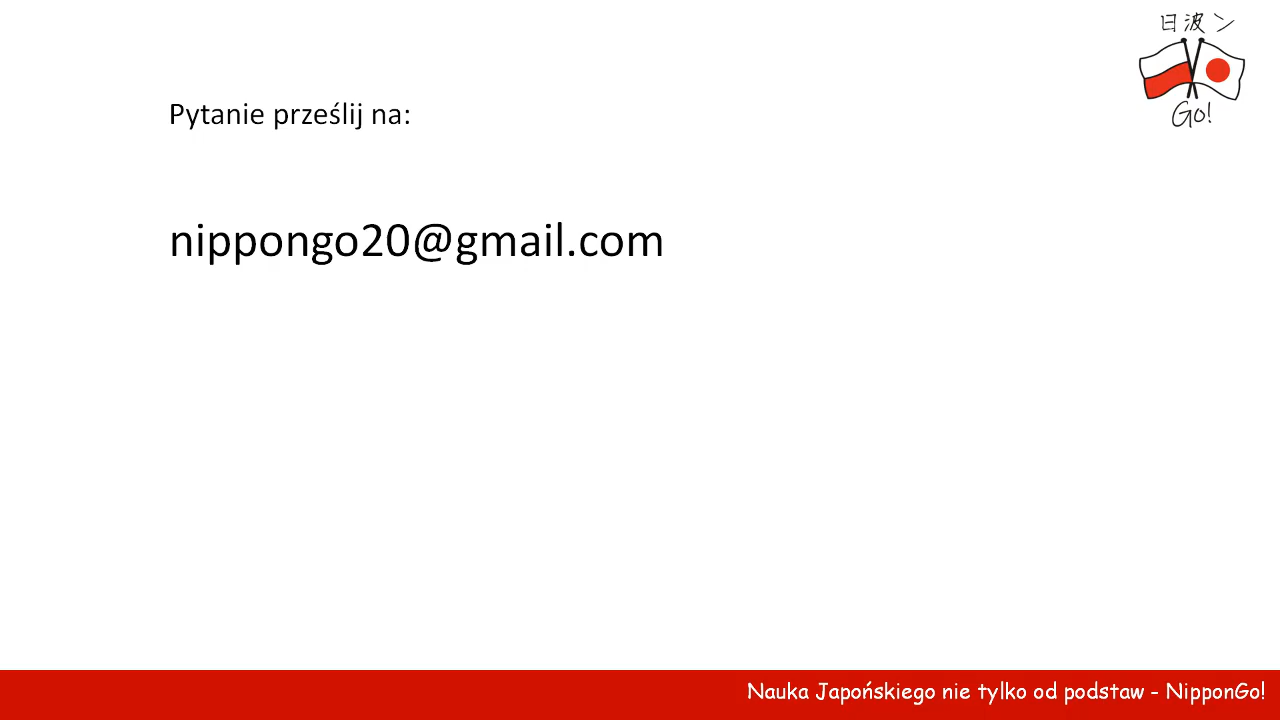 日波ン
Go!
Pytanie prześlij na:
nippongo20@gmail.com
Nauka Japońskiego nie tylko od podstaw - NipponGo!